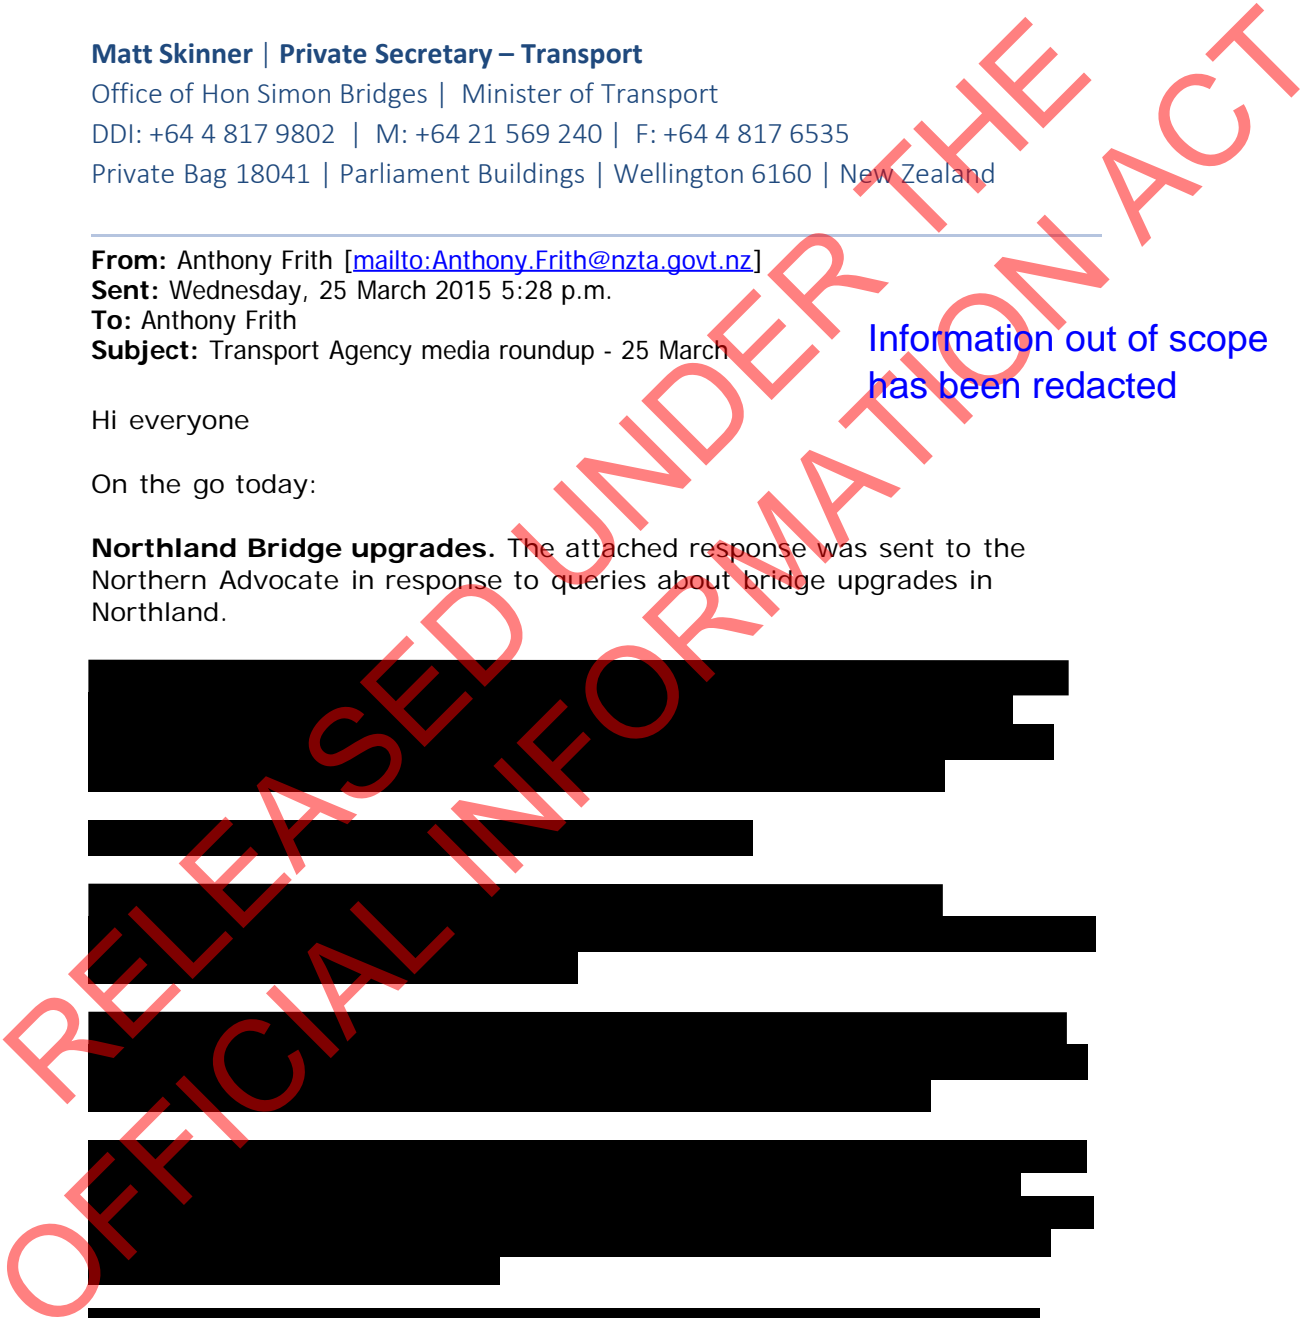 Matt Skinner | Private Secretary – Transport
Office of Hon Simon Bridges | Minister of Transport
DDI: +64 4 817 9802 | M: +64 21 569 240 | F: +64 4 817 6535
Private Bag 18041 | Parliament Buildings | Wellington 6160 | New Zealand
From: Anthony Frith [mailto:Anthony.Frith@nzta.govt.nz]
Sent: Wednesday, 25 March 2015 5:28 p.m.
To: Anthony Frith
Subject: Transport Agency media roundup - 25 March
Information out of scope
has been redacted
Hi everyone
On the go today:
Northland Bridge upgrades. The attached response was sent to the
Northern Advocate in response to queries about bridge upgrades in
Northland.
RELEASED UNDER THE
OFFICIAL INFORMATION ACT